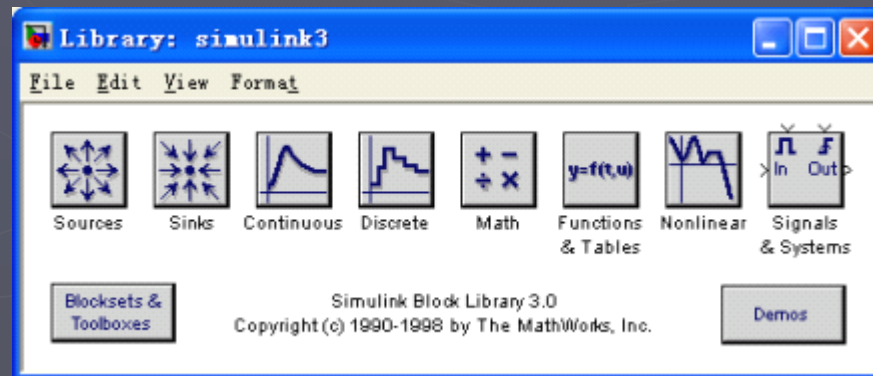 Library: simulink3
File Edit View Format
+ −
÷ ×
y=f(t,u)
In Out
Sources Sinks Continuous Discrete Math Functions & Tables Nonlinear Signals & Systems
Blocksets & Toolboxes
Simulink Block Library 3.0
Copyright (c) 1990-1998 by The MathWorks, Inc.
Demos